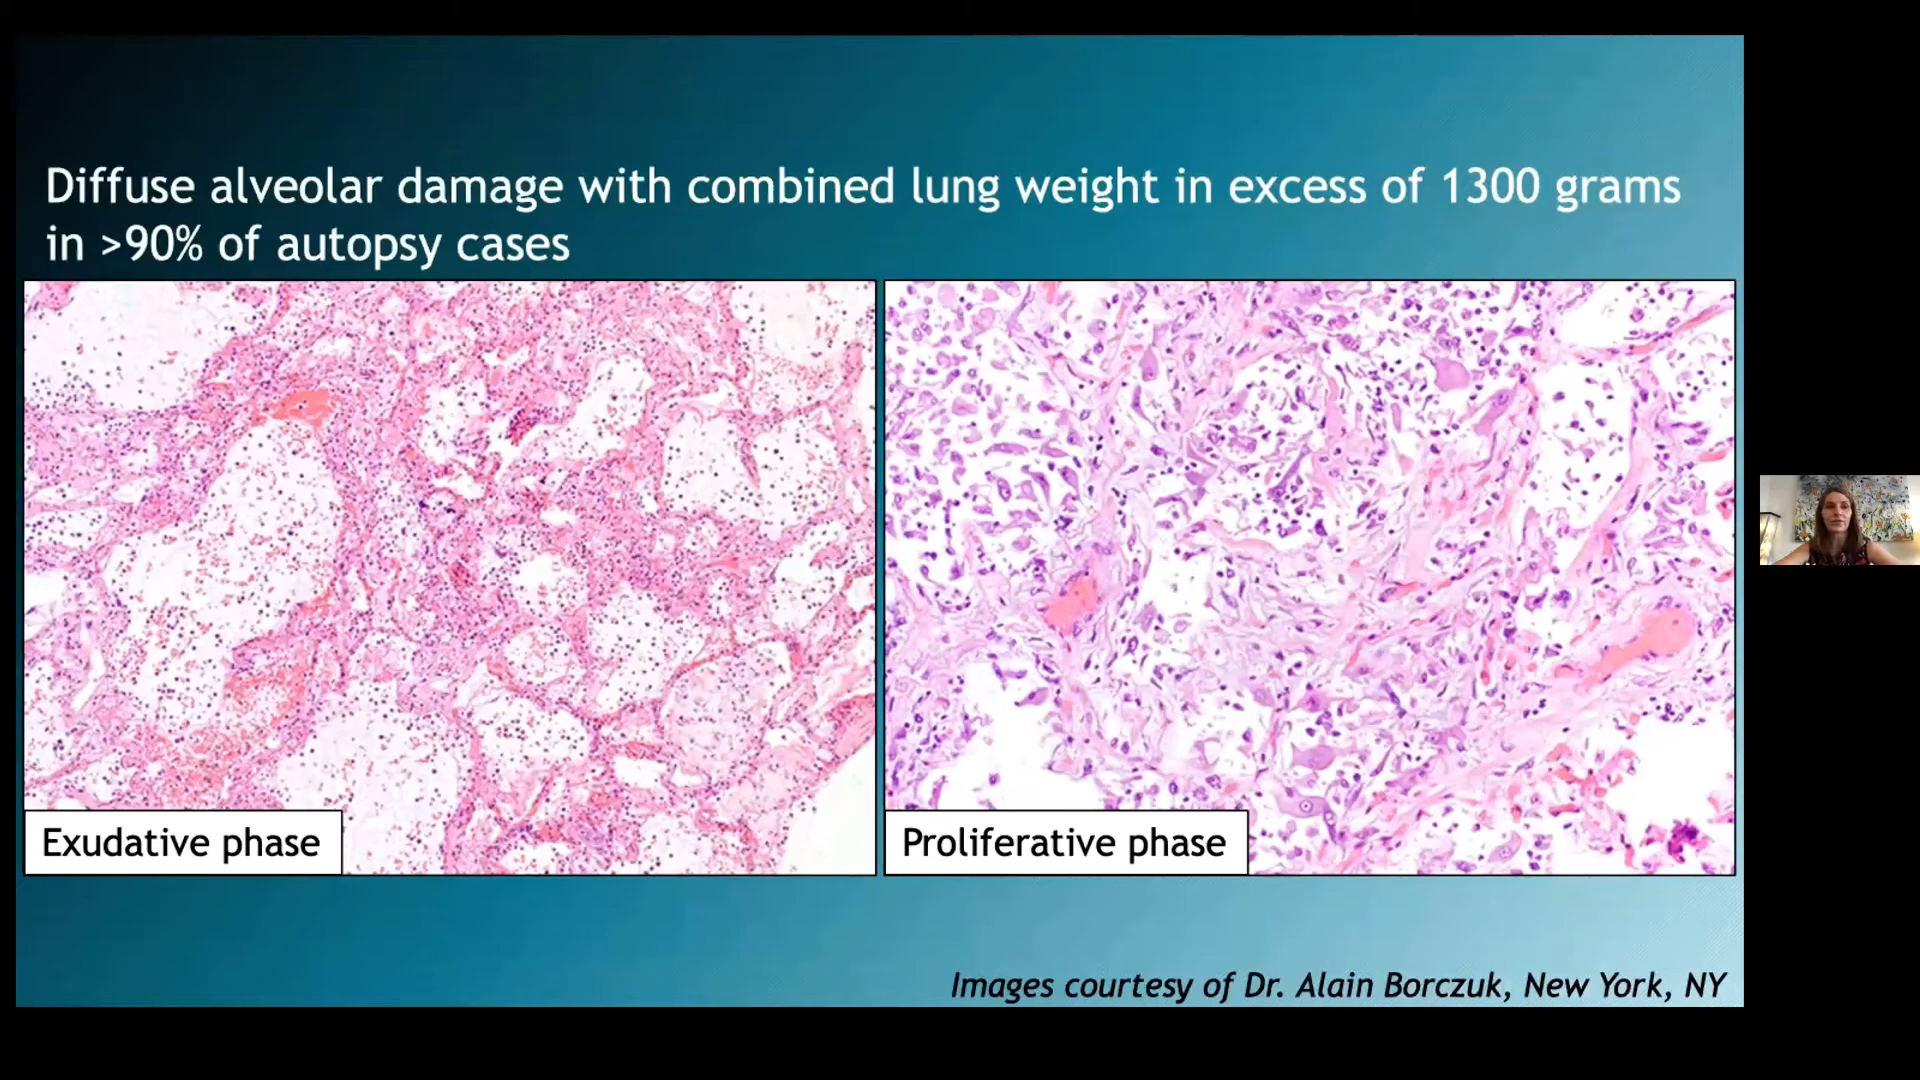 Diffuse alveolar damage with combined lung weight in excess of 1300 grams
in >90% of autopsy cases
Exudative phase
Proliferative phase
Images courtesy of Dr. Alain Borczuk, New York, NY